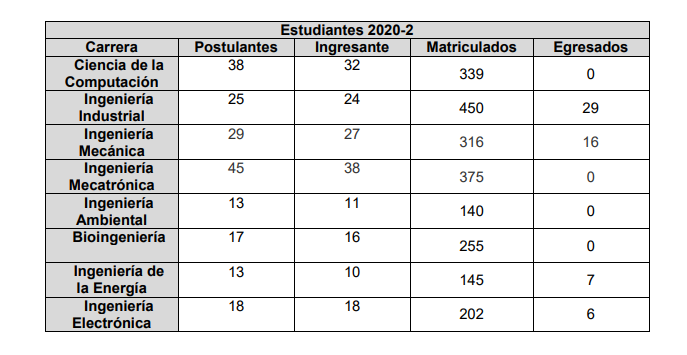 Estudiantes 2020-2
Carrera Postulantes Ingresante Matriculados Egresados
Ciencia de la Computación 38 32 339 0
Ingeniería Industrial 25 24 450 29
Ingeniería Mecánica 29 27 316 16
Ingeniería Mecatrónica 45 38 375 0
Ingeniería Ambiental 13 11 140 0
Bioingeniería 17 16 255 0
Ingeniería de la Energía 13 10 145 7
Ingeniería Electrónica 18 18 202 6